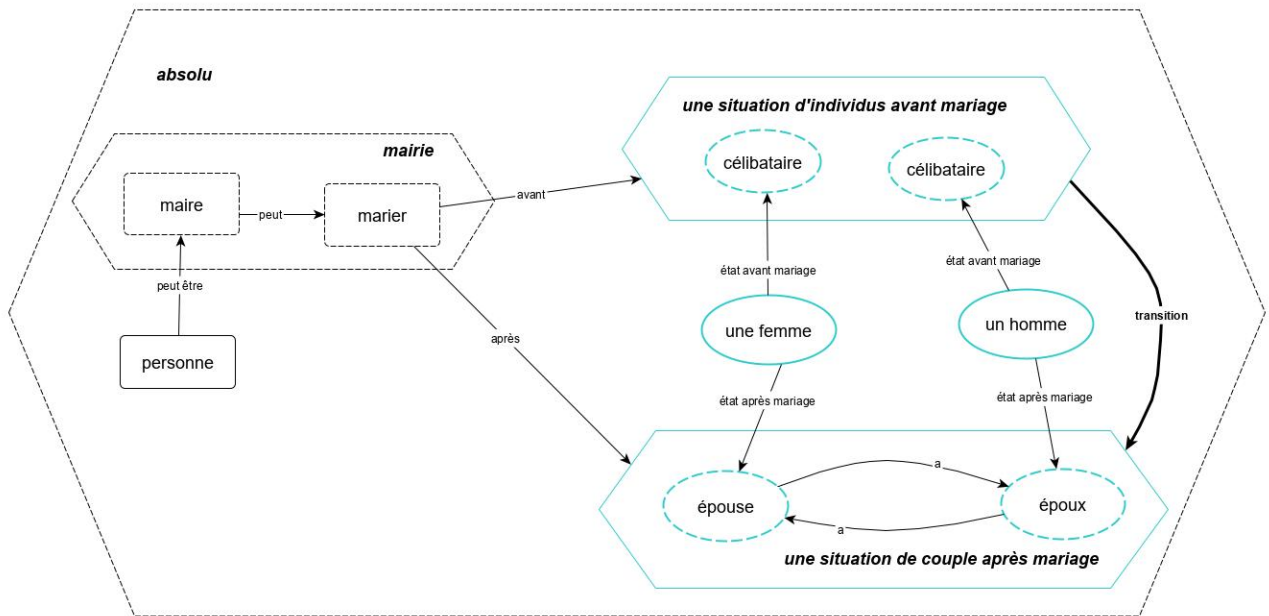 absolu
une situation d'individus avant mariage
mairie
célibataire
célibataire
maire
peut
marier
avant
état avant mariage
état avant mariage
peut être
transition
une femme
un homme
personne
après
état après mariage
état après mariage
a
épouse
époux
a
une situation de couple après mariage